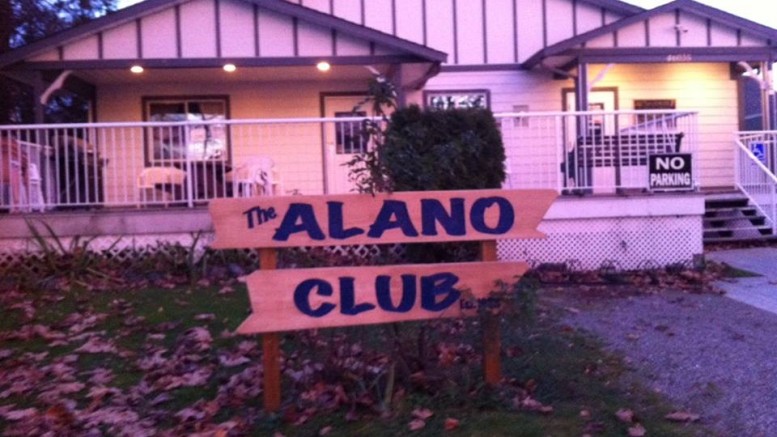 The ALANO
CLUB
NO
PARKING